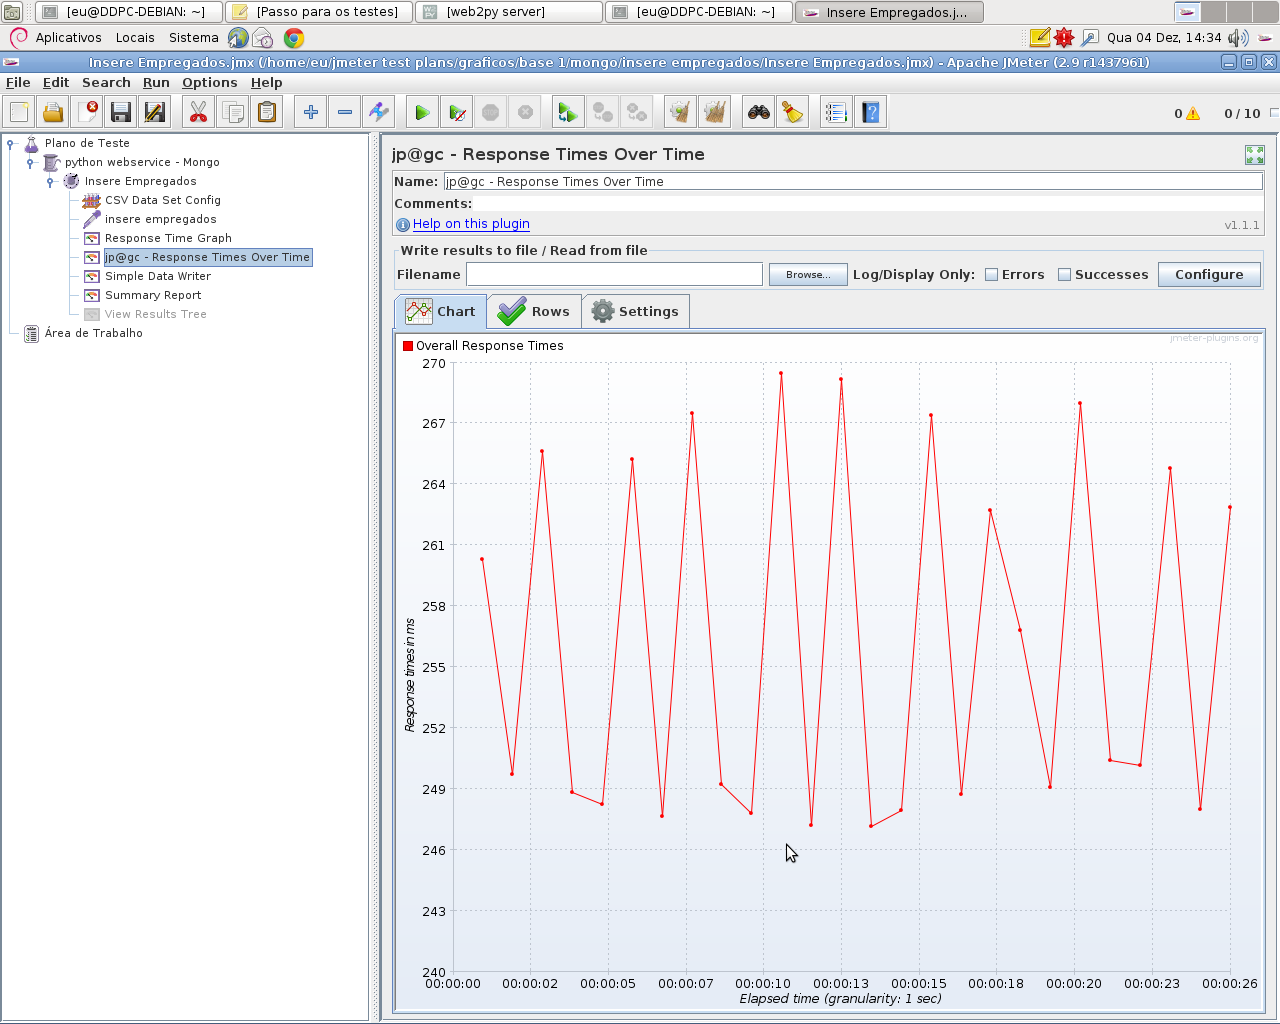 [eu@DDPC-DEBIAN: ~]
[Passo para os testes]
[web2py server]
[eu@DDPC-DEBIAN: ~]
Insere Empregados.j...
Aplicativos Locais Sistema
Qua 04 Dez, 14:34
Insere Empregados.jmx (/home/eu/jmeter test plans/graficos/base 1/mongo/insere empregados/Insere Empregados.jmx) - Apache JMeter (2.9 r1437961)
File Edit Search Run Options Help
0 0 / 10
Plano de Teste
python webservice - Mongo
Insere Empregados
CSV Data Set Config
insere empregados
Response Time Graph
jp@gc - Response Times Over Time
Simple Data Writer
Summary Report
View Results Tree
Área de Trabalho
jp@gc - Response Times Over Time
Name: jp@gc - Response Times Over Time
Comments:
Help on this plugin v1.1.1
Write results to file / Read from file
Filename Browse... Log/Display Only: Errors Successes Configure
Chart Rows Settings
jmeter-plugins.org
Overall Response Times
270
267
264
261
258
255
252
249
246
243
240
Response times in ms
00:00:00 00:00:02 00:00:05 00:00:07 00:00:10 00:00:13 00:00:15 00:00:18 00:00:20 00:00:23 00:00:26
Elapsed time (granularity: 1 sec)